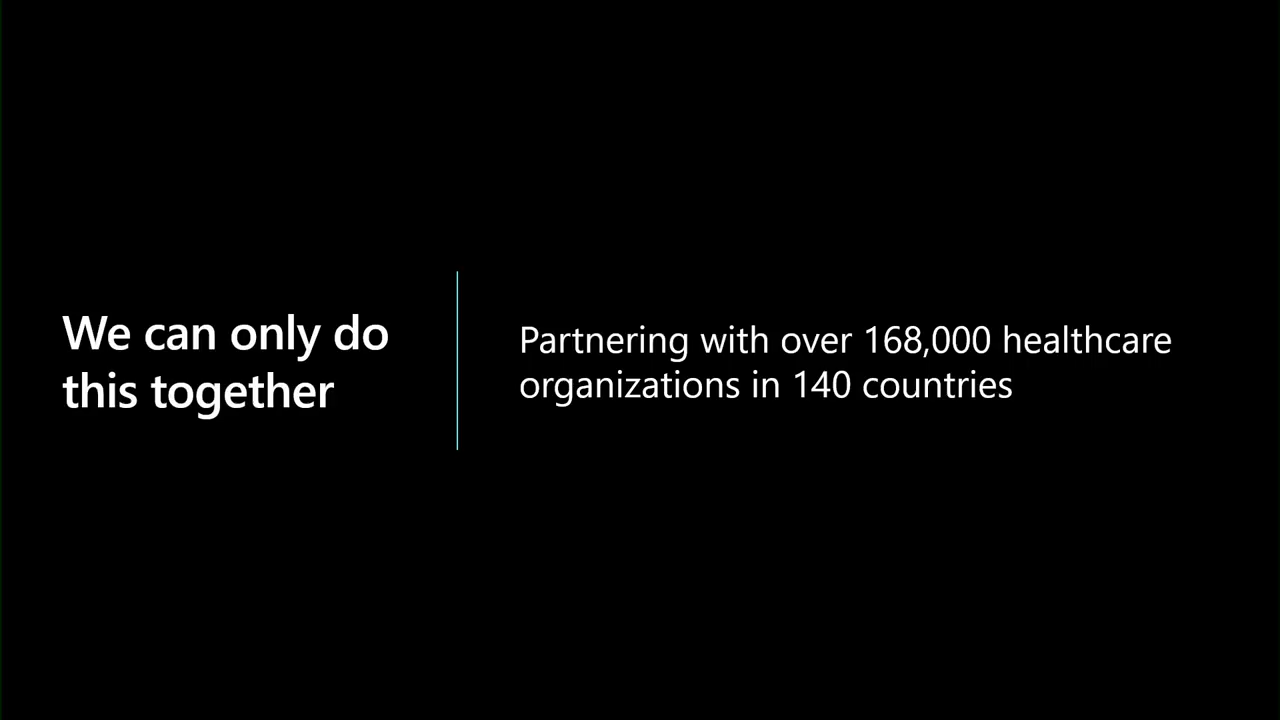 We can only do
this together
Partnering with over 168,000 healthcare
organizations in 140 countries